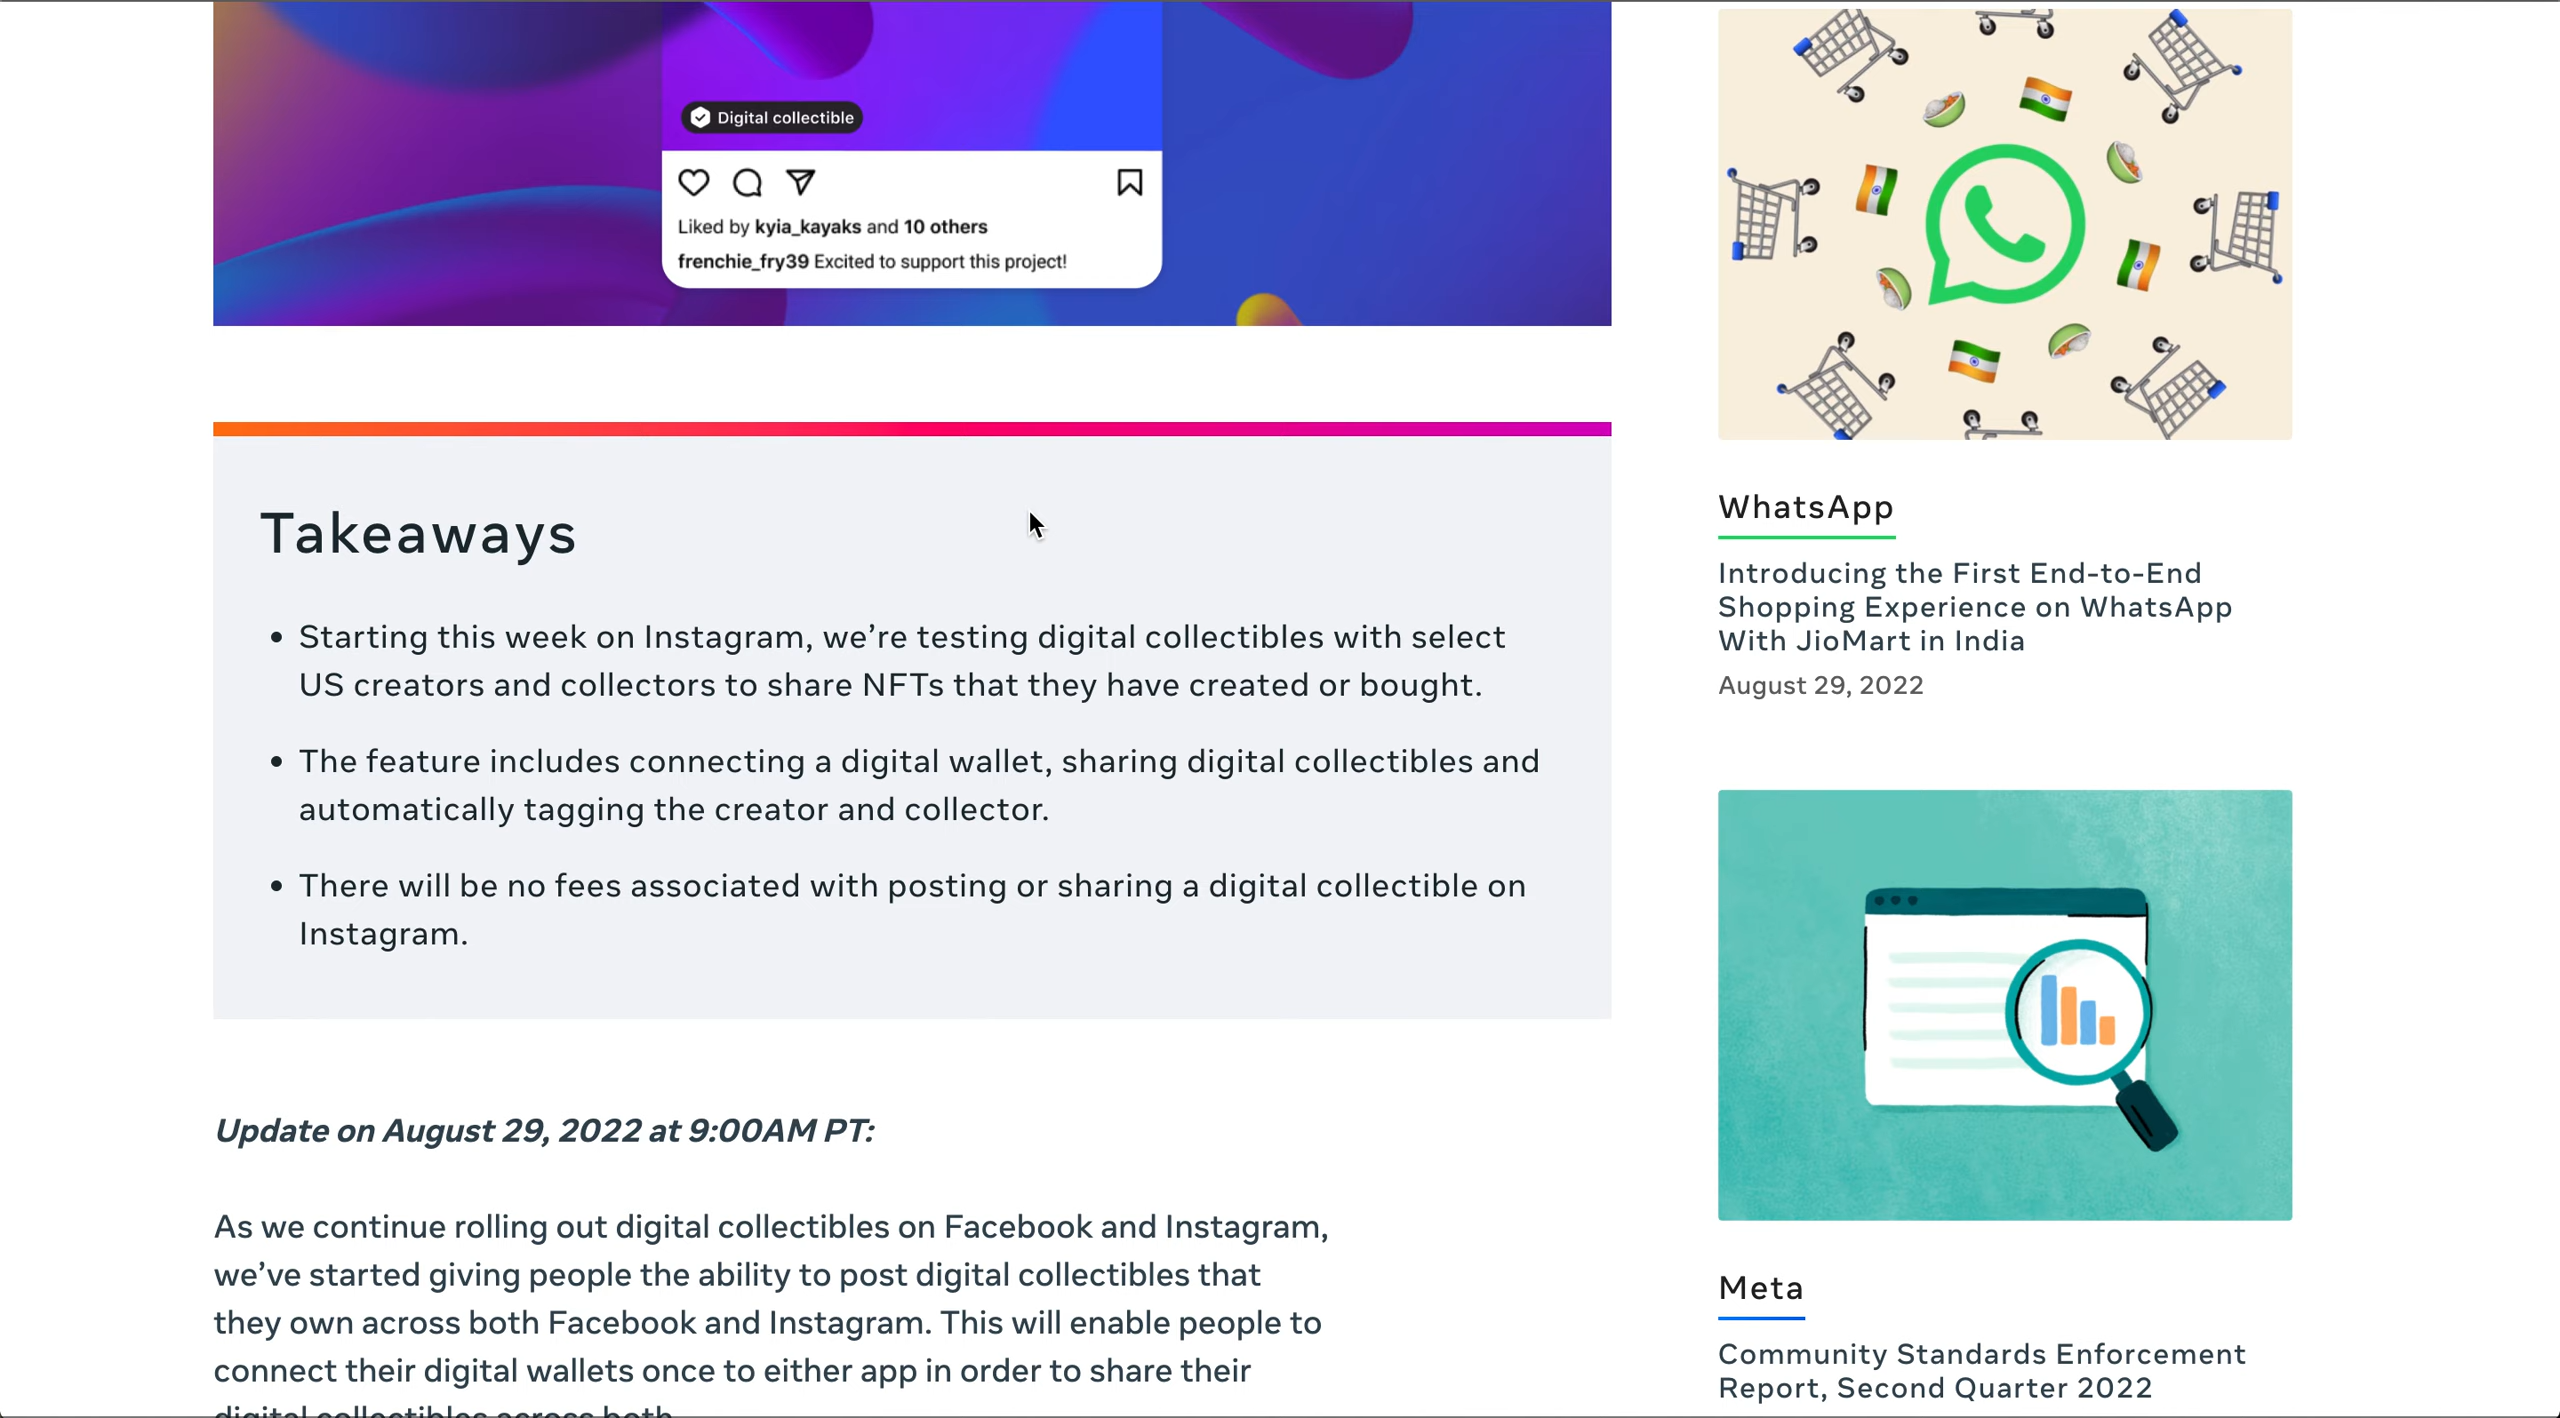 Digital collectible
Liked by kyia_kayaks and 10 others
frenchie_fry39 Excited to support this project!
Takeaways
• Starting this week on Instagram, we’re testing digital collectibles with select
US creators and collectors to share NFTs that they have created or bought.
• The feature includes connecting a digital wallet, sharing digital collectibles and
automatically tagging the creator and collector.
• There will be no fees associated with posting or sharing a digital collectible on
Instagram.
Update on August 29, 2022 at 9:00AM PT:
As we continue rolling out digital collectibles on Facebook and Instagram,
we’ve started giving people the ability to post digital collectibles that
they own across both Facebook and Instagram. This will enable people to
connect their digital wallets once to either app in order to share their
digital collectibles across both
WhatsApp
Introducing the First End-to-End
Shopping Experience on WhatsApp
With JioMart in India
August 29, 2022
Meta
Community Standards Enforcement
Report, Second Quarter 2022